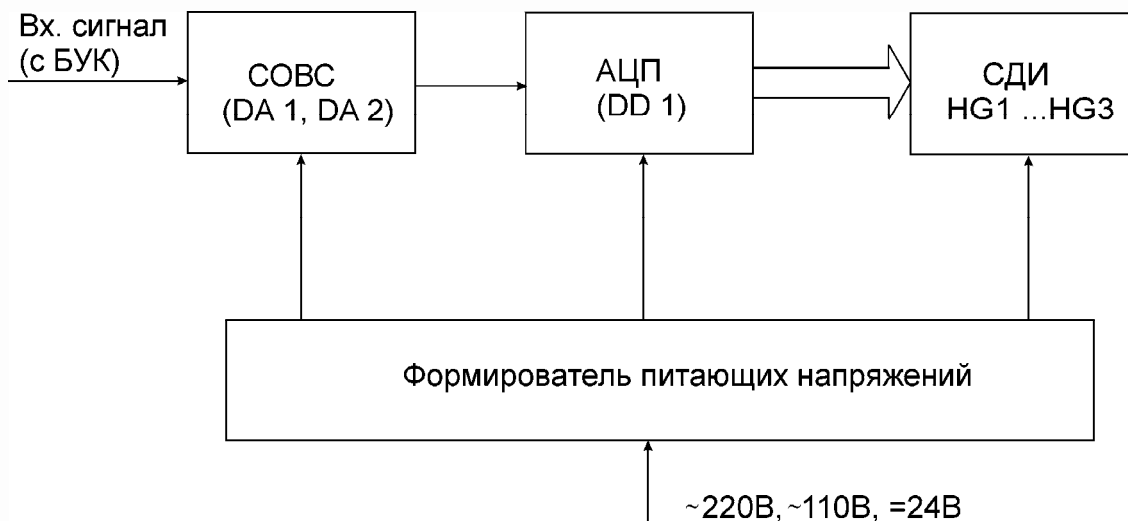 Вх. сигнал
(с БУК)
СОВС
(DA 1, DA 2)
АЦП
(DD 1)
СДИ
HG1 ...HG3
Формирователь питающих напряжений
~220В, ~110В, =24В